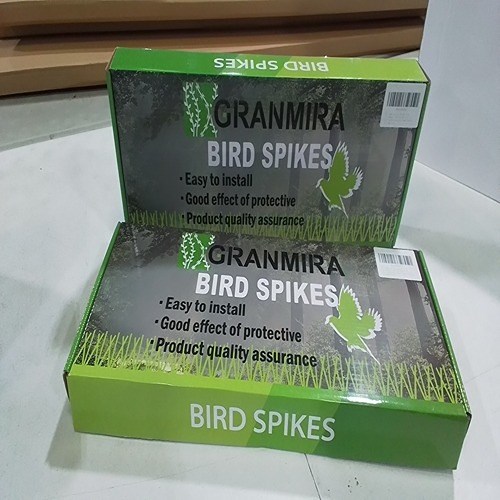 BIRD SPIKES
GRANMIRA
BIRD SPIKES
• Easy to install
• Good effect of protective
• Product quality assurance
GRANMIRA
BIRD SPIKES
• Easy to install
• Good effect of protective
• Product quality assurance
BIRD SPIKES